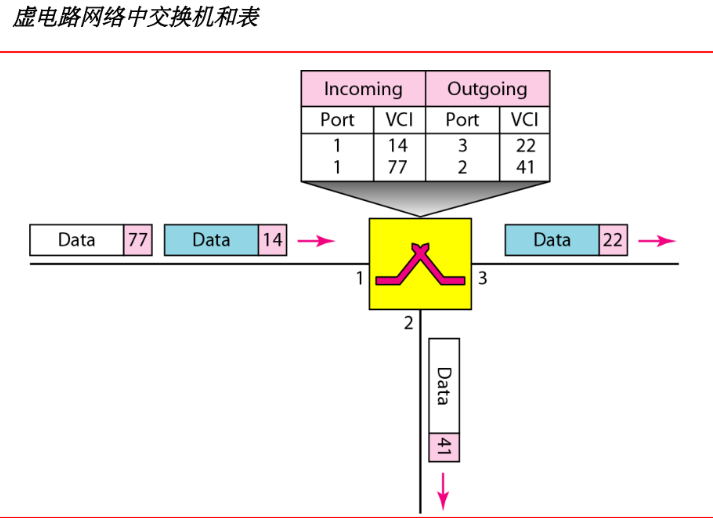 虚电路网络中交换机和表
Incoming Outgoing
Port VCI Port VCI
1 14 3 22
1 77 2 41
Data 77 Data 14 Data 22
1 3
2
Data 41